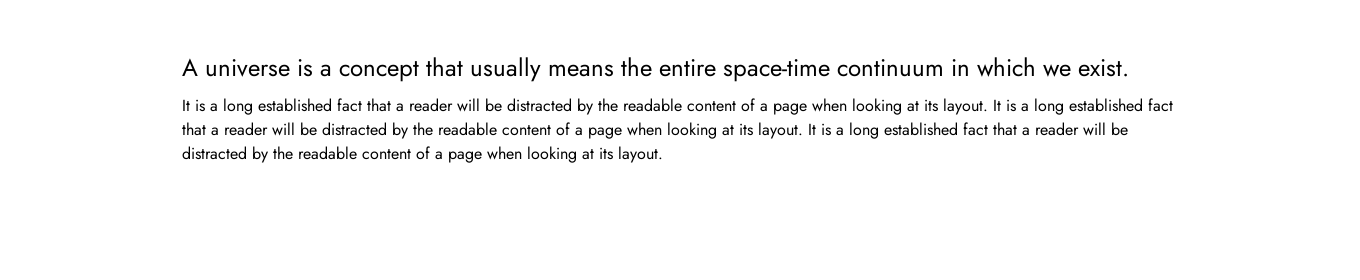 A universe is a concept that usually means the entire space-time continuum in which we exist.
It is a long established fact that a reader will be distracted by the readable content of a page when looking at its layout. It is a long established fact
that a reader will be distracted by the readable content of a page when looking at its layout. It is a long established fact that a reader will be
distracted by the readable content of a page when looking at its layout.